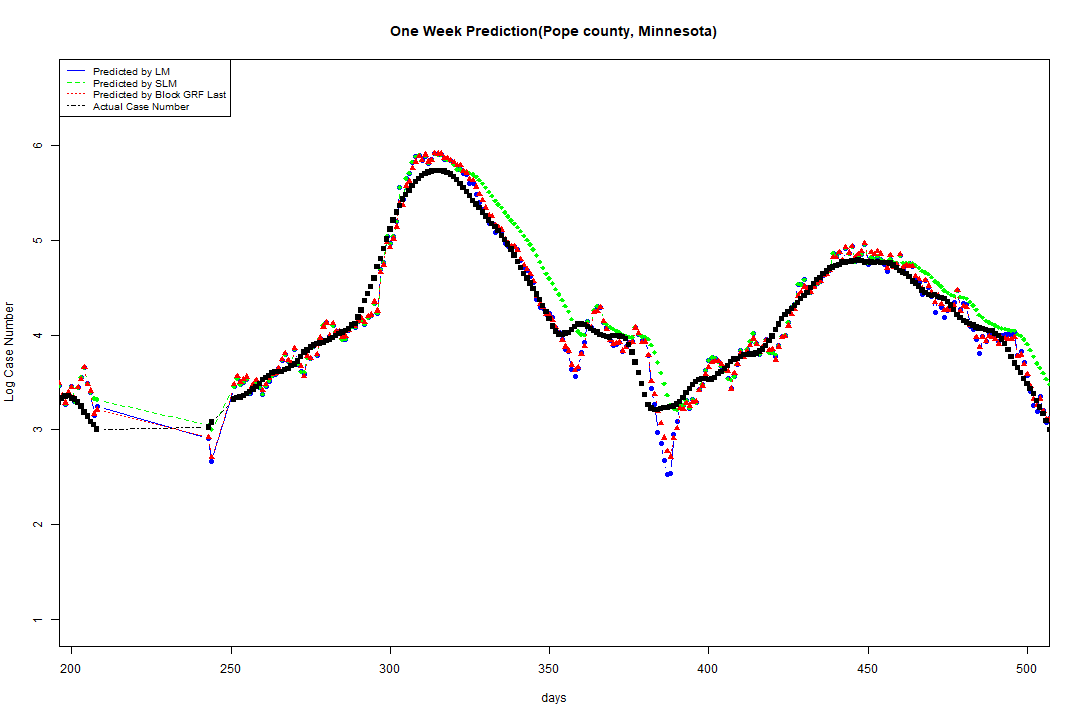 One Week Prediction(Pope county, Minnesota)
Predicted by LM
Predicted by SLM
Predicted by Block GRF Last
Actual Case Number
Log Case Number
6
5
4
3
2
1
200 250 300 350 400 450 500
days